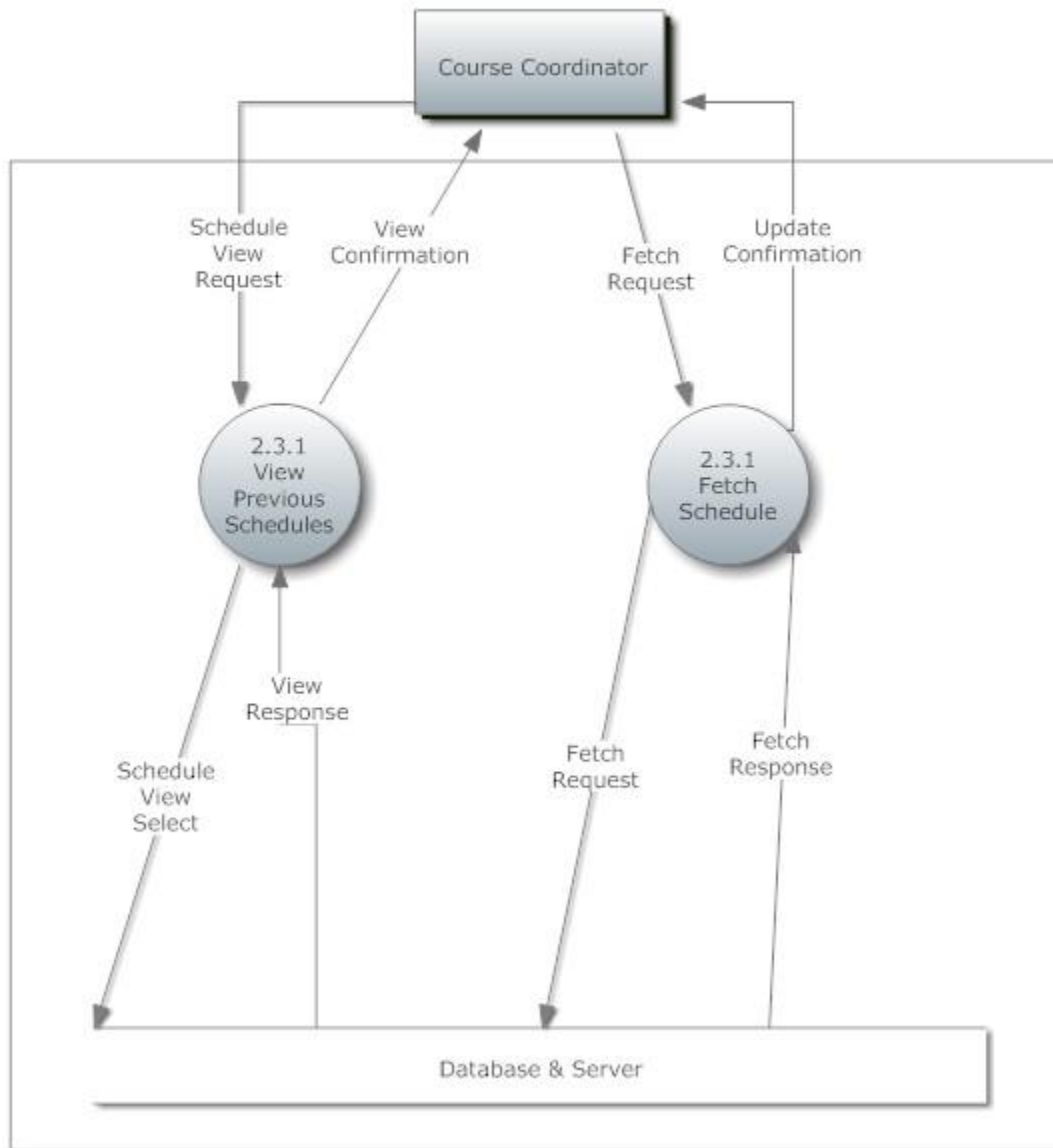 Course Coordinator
Schedule
View
Request
View
Confirmation
Fetch
Request
Update
Confirmation
2.3.1
View
Previous
Schedules
2.3.1
Fetch
Schedule
Schedule
View
Select
View
Response
Fetch
Request
Fetch
Response
Database & Server